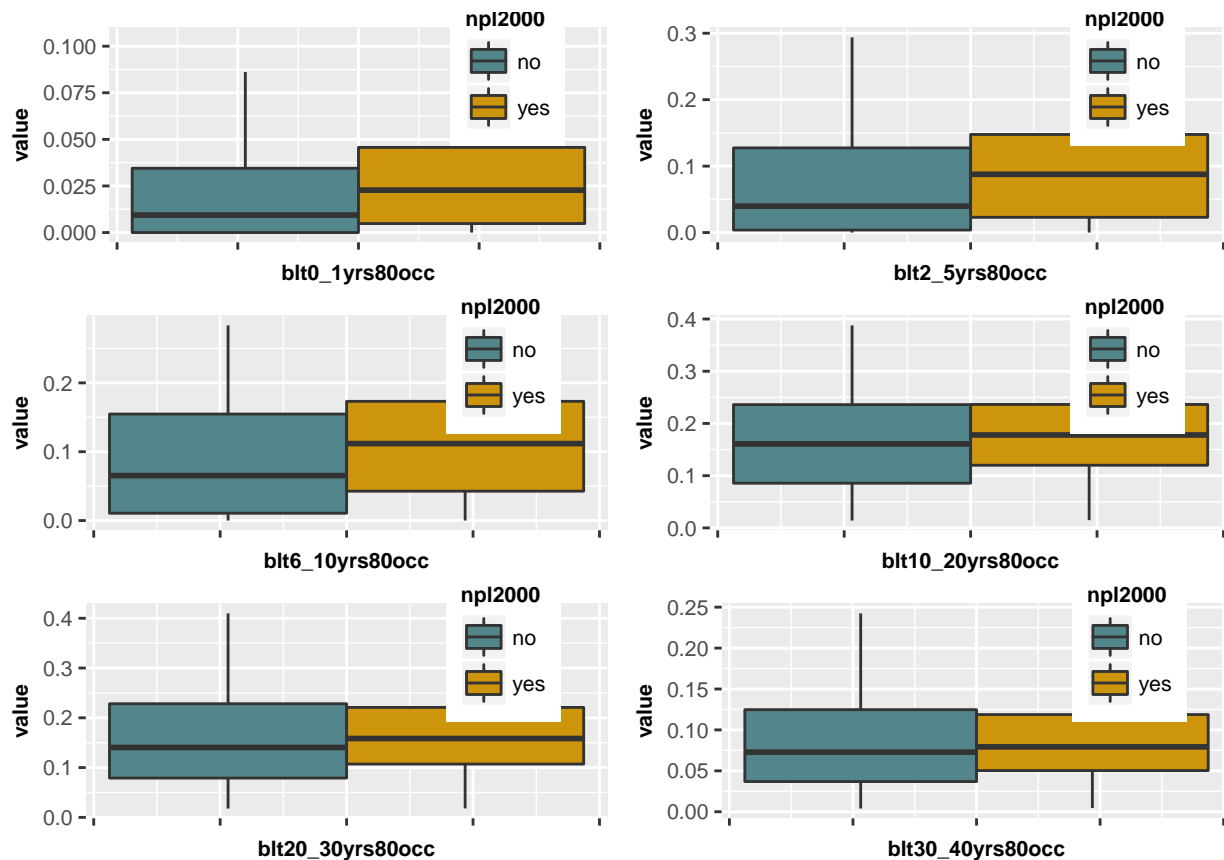 npl2000
no
yes
value
0.100
0.075
0.050
0.025
0.000
blt0_1yrs80occ
npl2000
no
yes
value
0.3
0.2
0.1
0.0
blt2_5yrs80occ
npl2000
no
yes
value
0.2
0.1
0.0
blt6_10yrs80occ
npl2000
no
yes
value
0.4
0.3
0.2
0.1
0.0
blt10_20yrs80occ
npl2000
no
yes
value
0.4
0.3
0.2
0.1
0.0
blt20_30yrs80occ
npl2000
no
yes
value
0.25
0.20
0.15
0.10
0.05
0.00
blt30_40yrs80occ